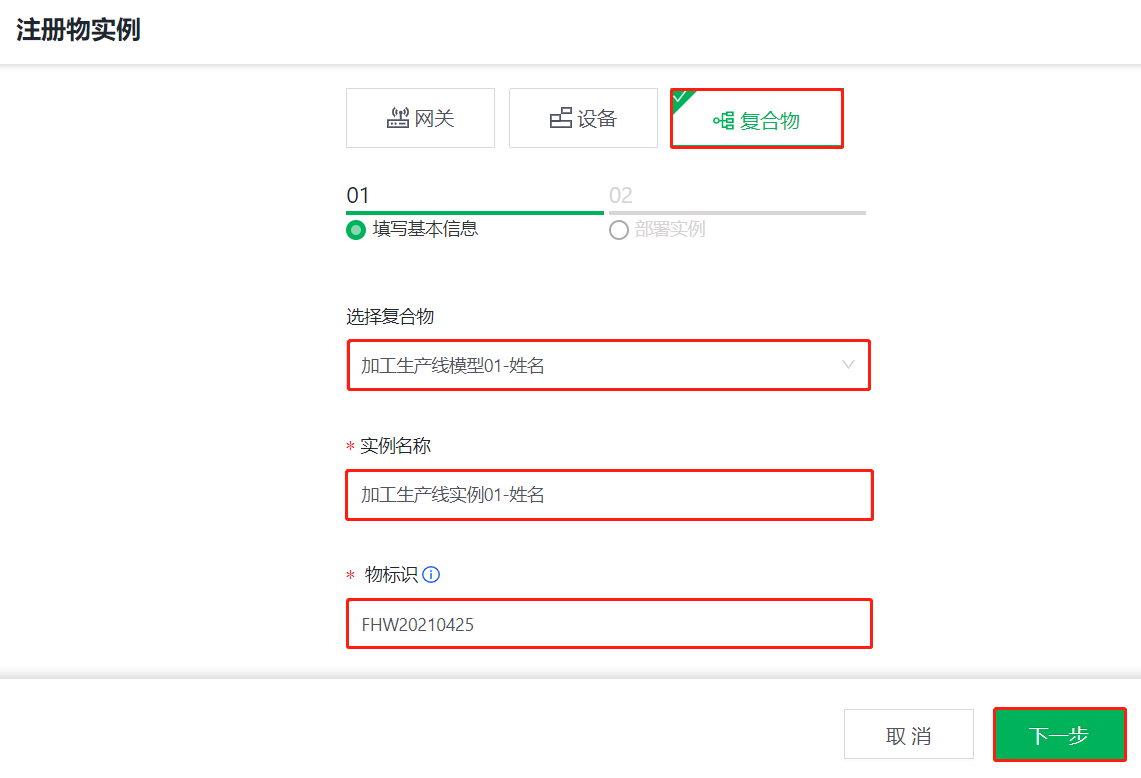 注册物实例
网关 设备 复合物
01 02
填写基本信息 部署实例
选择复合物
加工生产线模型01-姓名
* 实例名称
加工生产线实例01-姓名
* 物标识
FHW20210425
取 消 下一步